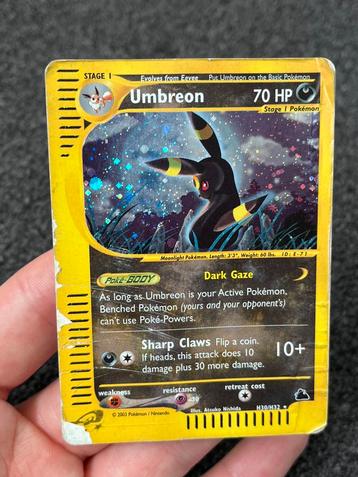 STAGE 1
Evolves from Eevee
Put Umbreon on the Basic Pokémon
Umbreon
70 HP
Stage 1 Pokémon
Moonlight Pokémon, Length: 3'3", Weight: 60 lbs. ID: E-71
Poké-BODY
Dark Gaze
As long as Umbreon is your Active Pokémon,
Benched Pokémon (yours and your opponent's)
can't use Poké-Powers.
Sharp Claws Flip a coin.
If heads, this attack does 10
damage plus 30 more damage.
10+
weakness
resistance
retreat cost
-30
Illus. Atsuko Nishida
H30/H32
© 2003 Pokémon / Nintendo